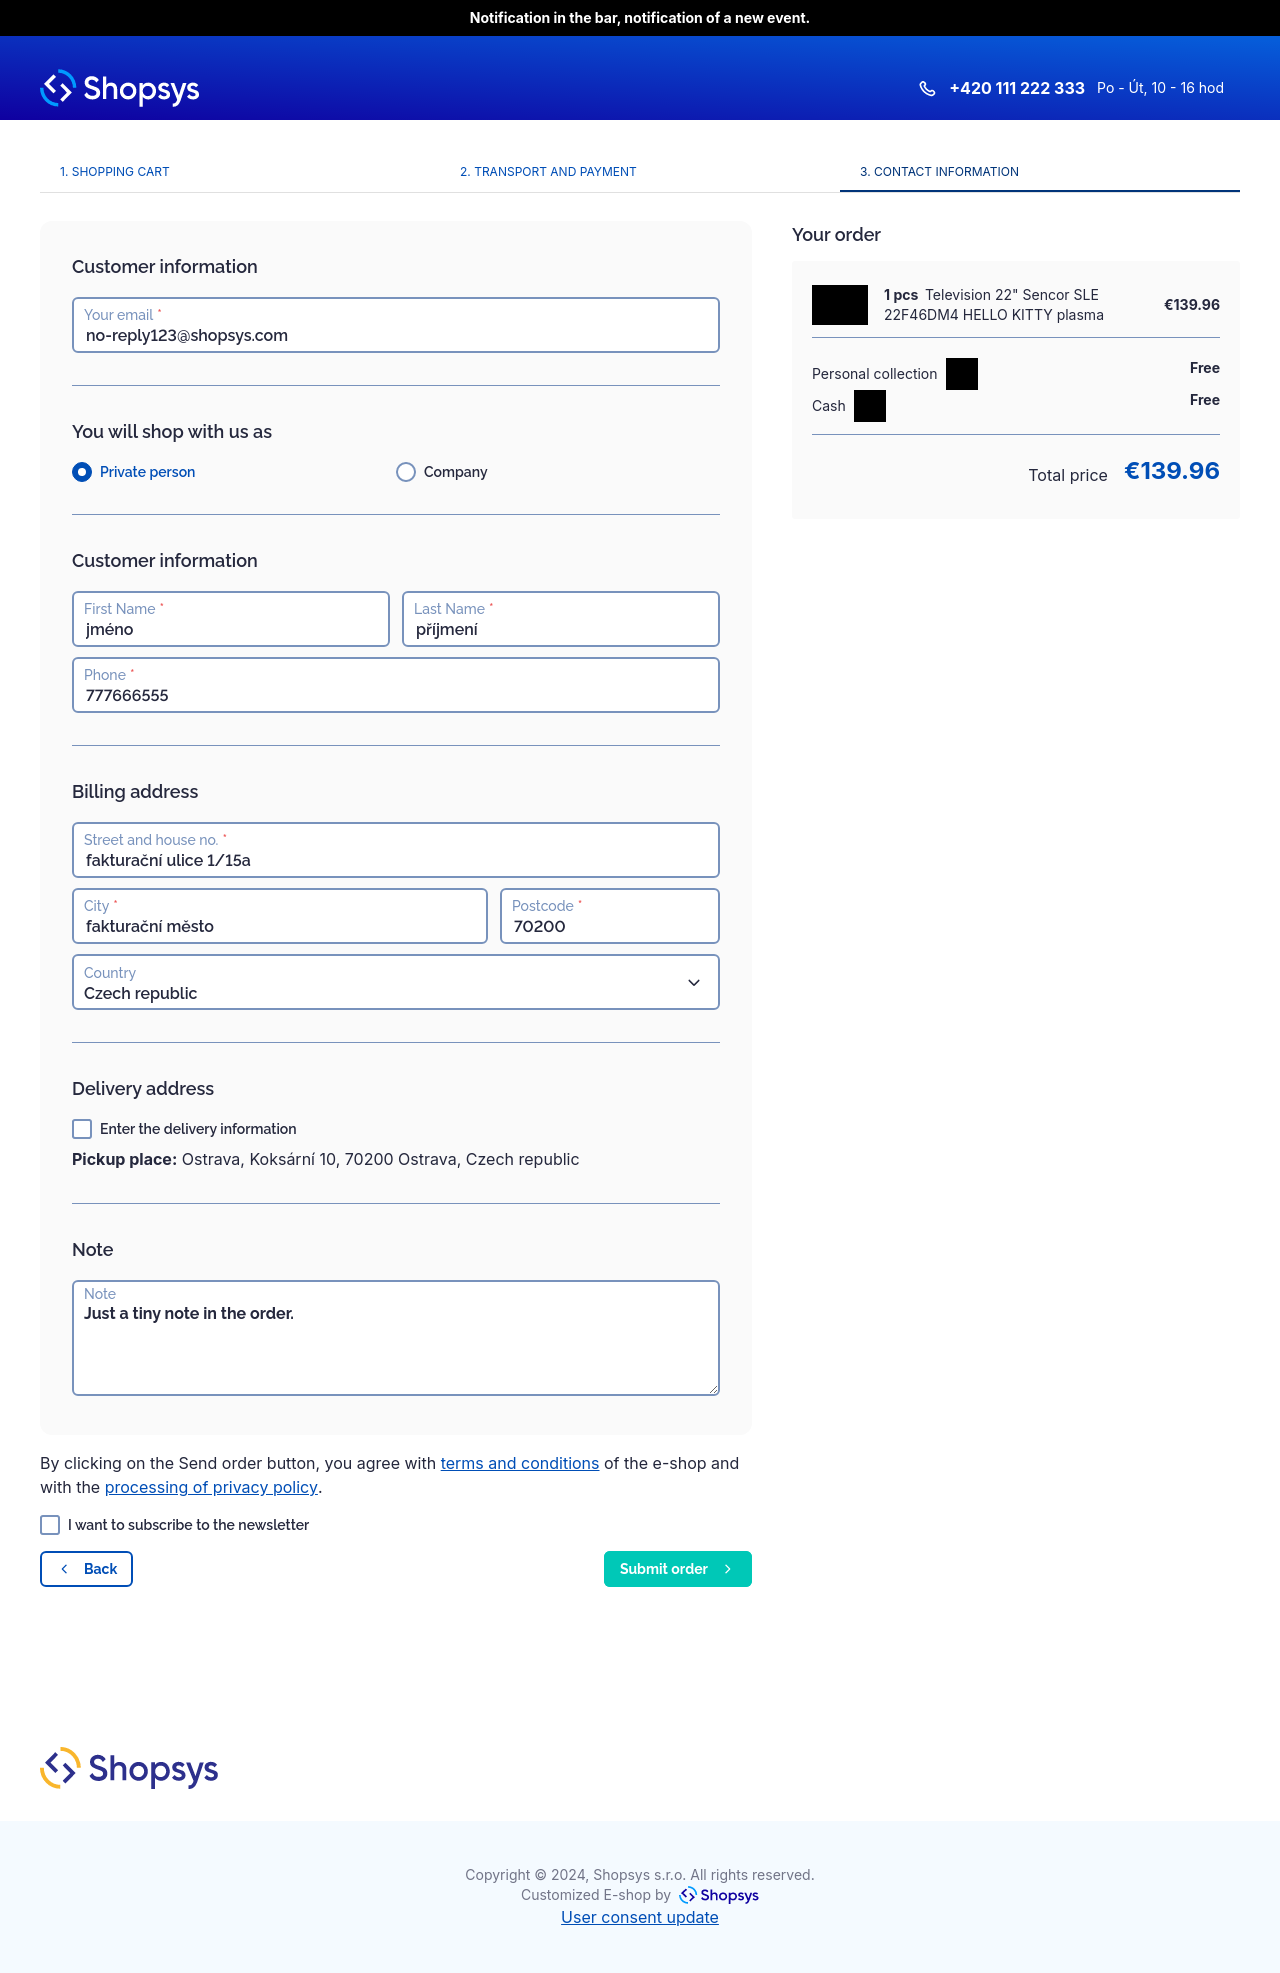 Notification in the bar, notification of a new event.
Shopsys
+420 111 222 333 Po - Út, 10 - 16 hod
1. SHOPPING CART
2. TRANSPORT AND PAYMENT
3. CONTACT INFORMATION
Customer information
Your email *
no-reply123@shopsys.com
You will shop with us as
Private person
Company
Customer information
First Name *
jméno
Last Name *
příjmení
Phone *
777666555
Billing address
Street and house no. *
fakturační ulice 1/15a
City *
fakturační město
Postcode *
70200
Country
Czech republic
Delivery address
Enter the delivery information
Pickup place: Ostrava, Koksární 10, 70200 Ostrava, Czech republic
Note
Note
Just a tiny note in the order.
By clicking on the Send order button, you agree with terms and conditions of the e-shop and
with the processing of privacy policy.
I want to subscribe to the newsletter
Back
Submit order
Your order
1 pcs Television 22" Sencor SLE
22F46DM4 HELLO KITTY plasma
€139.96
Personal collection
Free
Cash
Free
Total price €139.96
Shopsys
Copyright © 2024, Shopsys s.r.o. All rights reserved.
Customized E-shop by Shopsys
User consent update